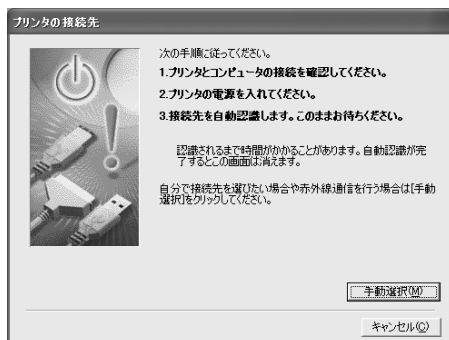 プリンタの接続先
次の手順に従ってください。
1.プリンタとコンピュータの接続を確認してください。
2.プリンタの電源を入れてください。
3.接続先を自動認識します。このままお待ちください。
認識されるまで時間がかかることがあります。自動認識が完
了するとこの画面は消えます。
自分で接続先を選びたい場合や赤外線通信を行う場合は[手動
選択]をクリックしてください。
手動選択(M)
キャンセル(C)